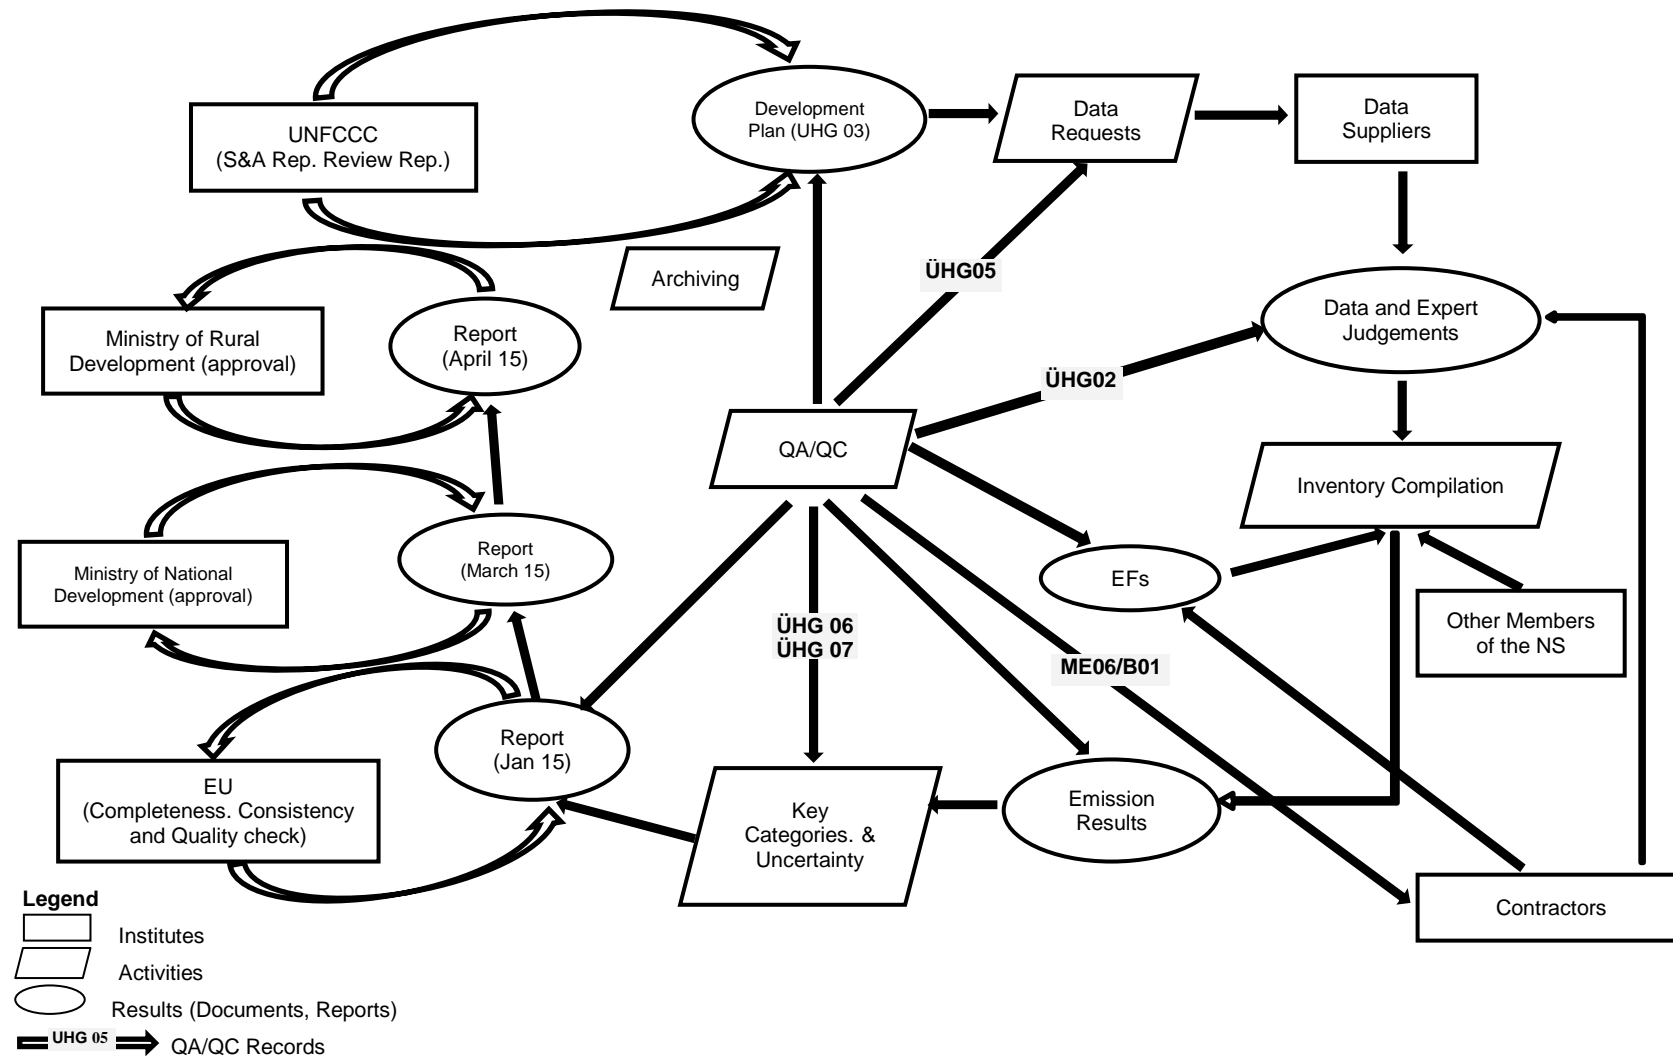 Development
Plan (UHG 03)
Data
Requests
Data
Suppliers
UNFCCC
(S&A Rep. Review Rep.)
Archiving
ÜHG05
Data and Expert
Judgements
Ministry of Rural
Development (approval)
Report
(April 15)
ÜHG02
QA/QC
Inventory Compilation
Report
(March 15)
Ministry of National
Development (approval)
EFs
Other Members
of the NS
ÜHG 06
ÜHG 07
ME06/B01
Report
(Jan 15)
EU
(Completeness. Consistency
and Quality check)
Key
Categories. &
Uncertainty
Emission
Results
Contractors
Legend
Institutes
Activities
Results (Documents, Reports)
UHG 05
QA/QC Records